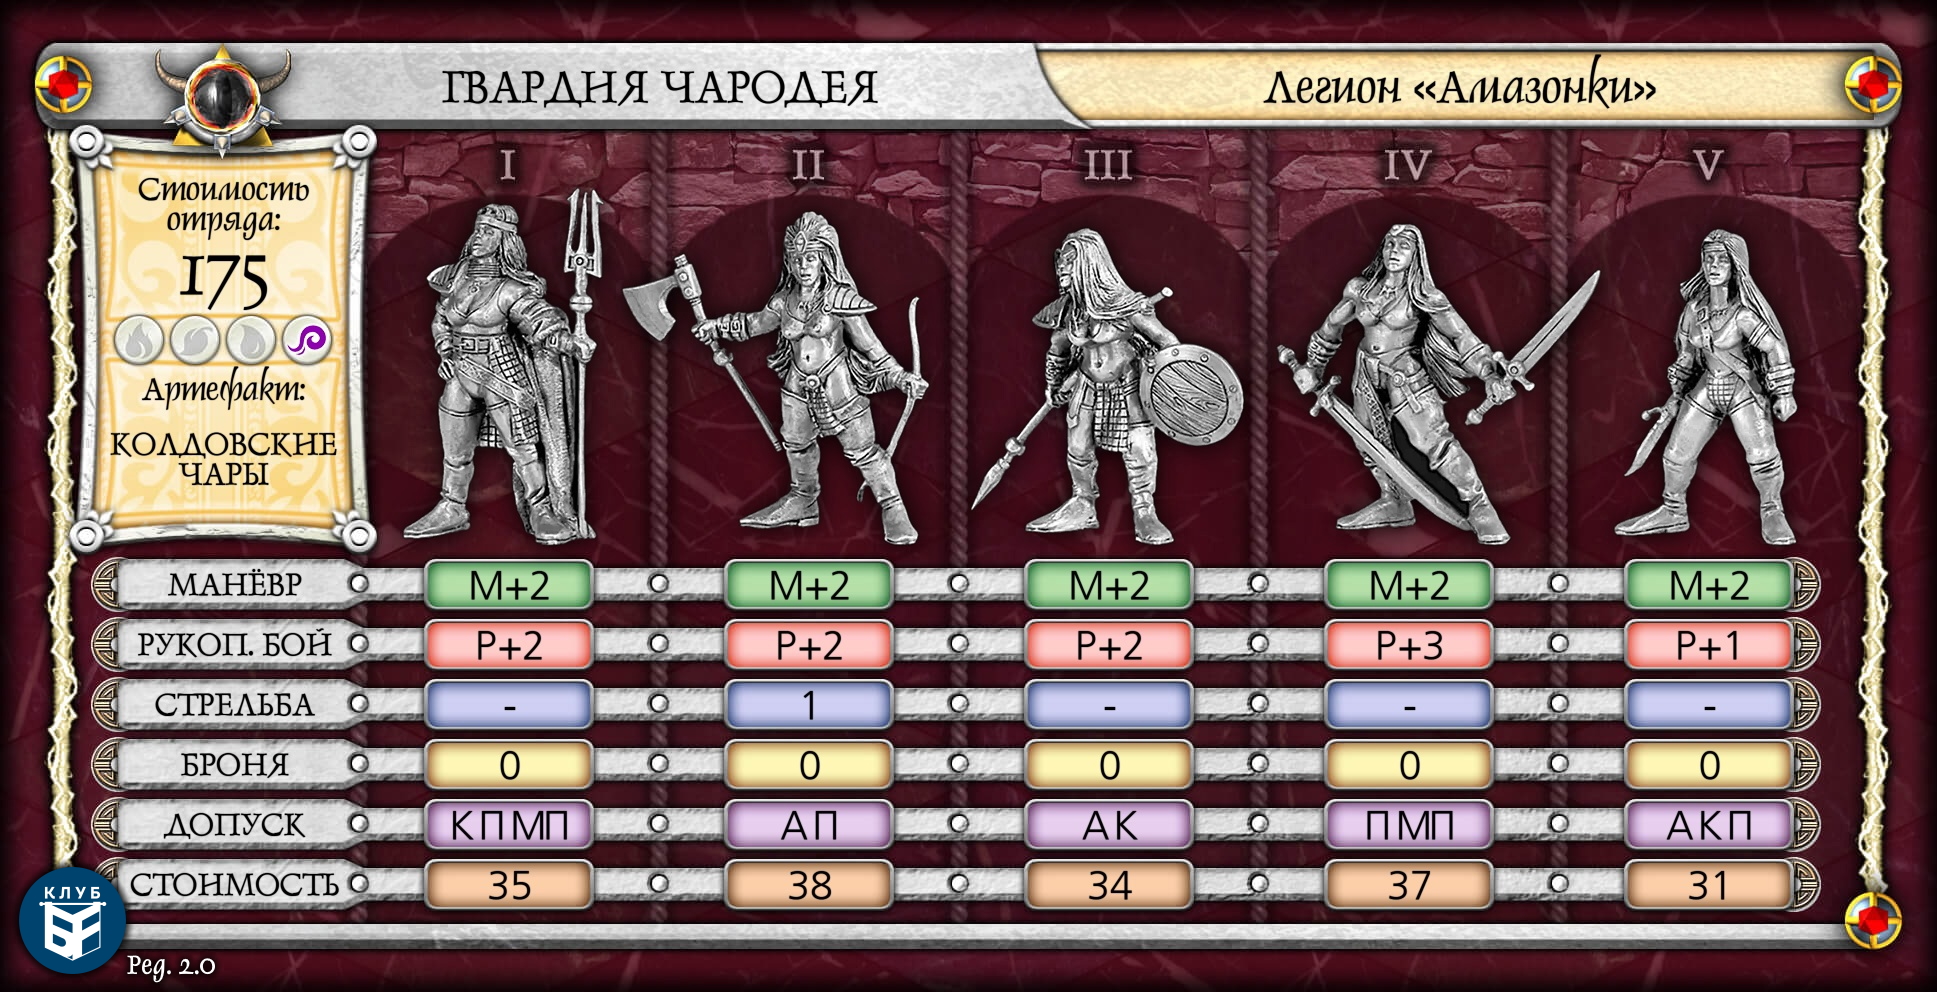 ГВАРДИЯ ЧАРОДЕЯ
Легион «Амазонки»
I II III IV V
Стоимость
отряда:
175
Артефакт:
КОЛДОВСКИЕ
ЧАРЫ
МАНЁВР М+2 М+2 М+2 М+2 М+2
РУКОП. БОЙ Р+2 Р+2 Р+2 Р+3 Р+1
СТРЕЛЬБА - 1 - - -
БРОНЯ 0 0 0 0 0
ДОПУСК КПМП АП АК ПМП АКП
СТОИМОСТЬ 35 38 34 37 31
КЛУБ
Ред. 2.0